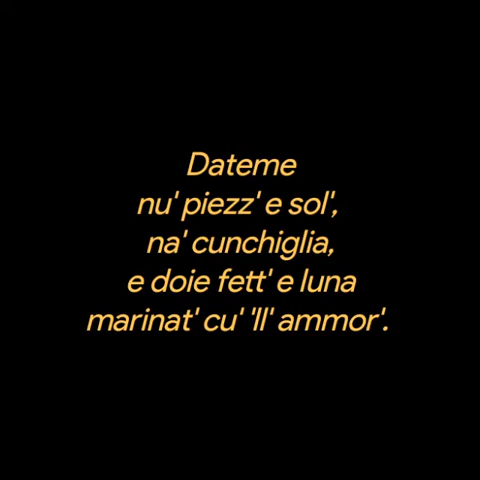 Dateme
nu' piezz' e sol',
na' cunchiglia,
e doie fett' e luna
marinat' cu' 'll' ammor'.